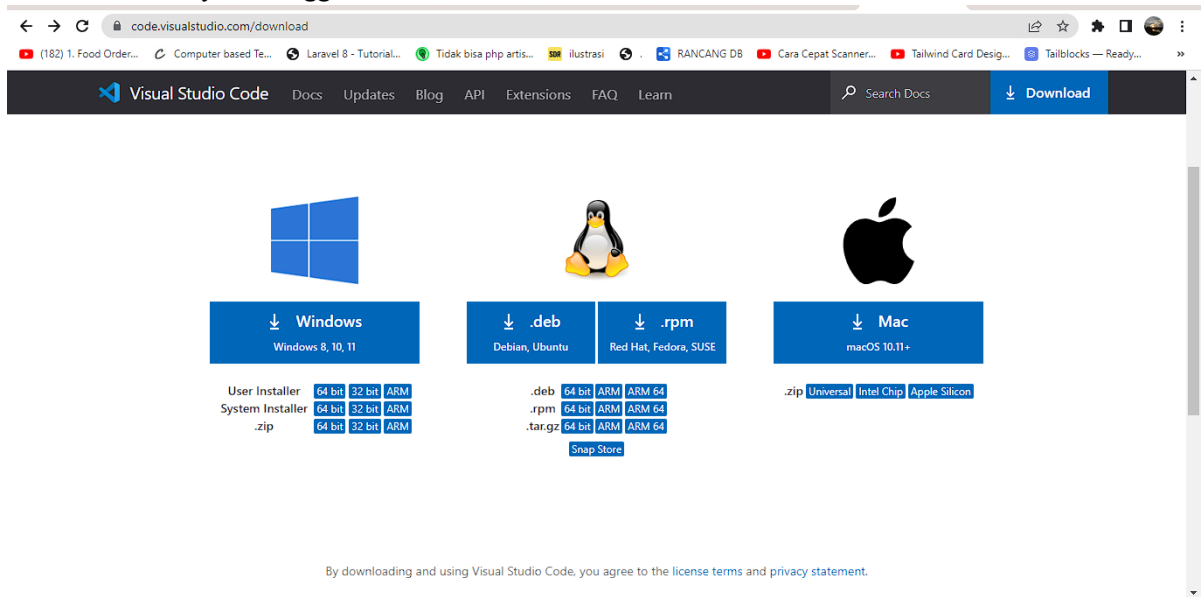 code.visualstudio.com/download
(182) 1. Food Order... Computer based Te... Laravel 8 - Tutorial... Tidak bisa php artis... ilustrasi . RANCANG DB Cara Cepat Scanner... Tailwind Card Desig... Tailblocks — Ready... »
Visual Studio Code Docs Updates Blog API Extensions FAQ Learn Search Docs Download
Windows
Windows 8, 10, 11
User Installer 64 bit 32 bit ARM
System Installer 64 bit 32 bit ARM
.zip 64 bit 32 bit ARM
.deb
Debian, Ubuntu
.rpm
Red Hat, Fedora, SUSE
.deb 64 bit ARM ARM 64
.rpm 64 bit ARM ARM 64
.tar.gz 64 bit ARM ARM 64
Snap Store
Mac
macOS 10.11+
.zip Universal Intel Chip Apple Silicon
By downloading and using Visual Studio Code, you agree to the license terms and privacy statement.